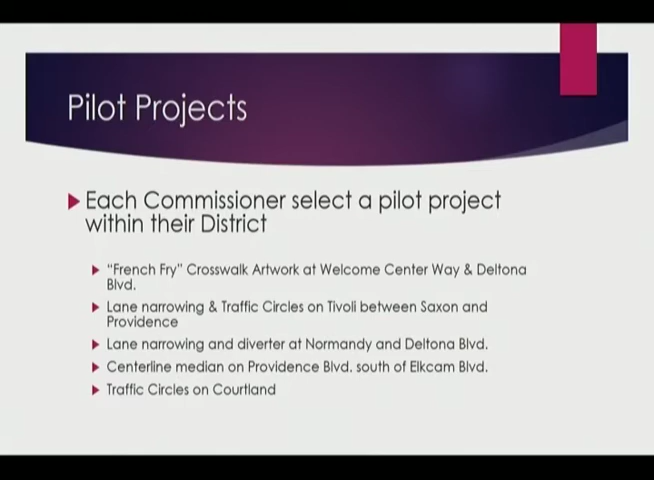 Pilot Projects
Each Commissioner select a pilot project
within their District
"French Fry" Crosswalk Artwork at Welcome Center Way & Deltona
Blvd.
Lane narrowing & Traffic Circles on Tivoli between Saxon and
Providence
Lane narrowing and diverter at Normandy and Deltona Blvd.
Centerline median on Providence Blvd. south of Elkcam Blvd.
Traffic Circles on Courtland